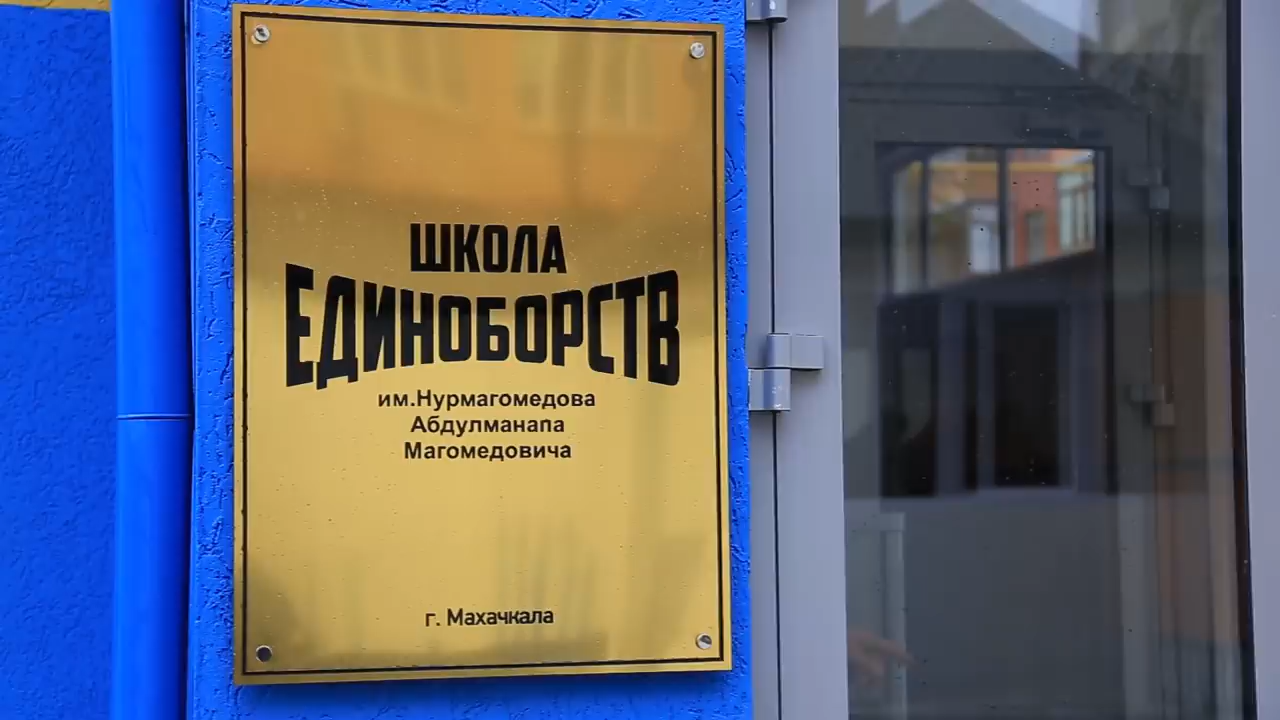 ШКОЛА
ЕДИНОБОРСТВ
им.Нурмагомедова
Абдулманапа
Магомедовича
г. Махачкала